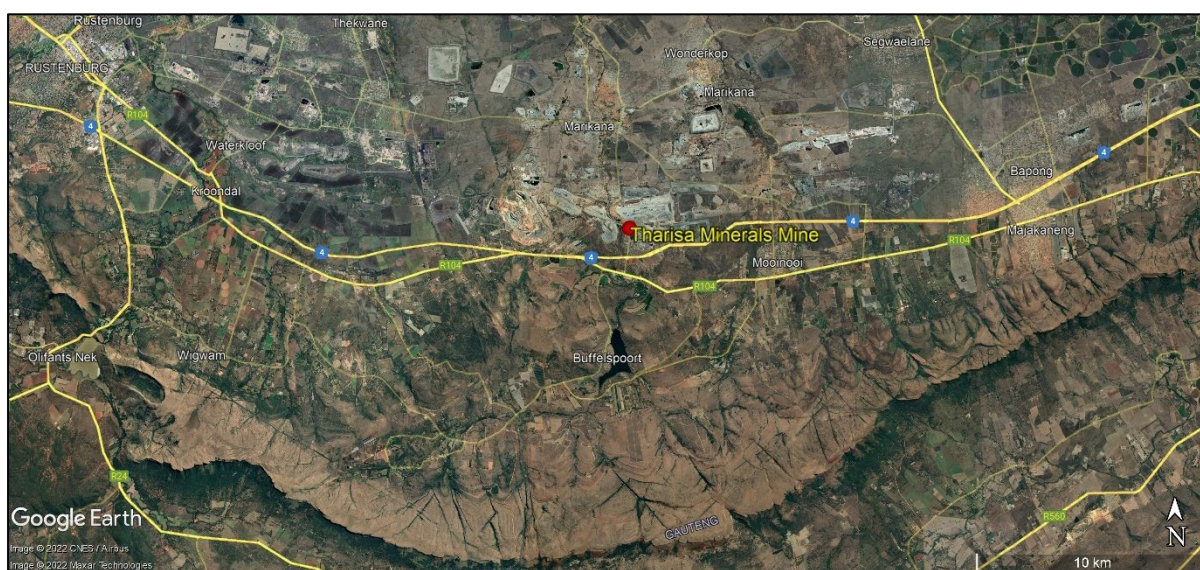 Rustenburg
Thekwane
Wonderkop
Segwaelane
RUSTENBURG
R104
4
Marikana
Marikana
Waterkloof
4
Kroondal
Bapong
Tharisa Minerals Mine
4
Majakaneng
4
R104
4
R104
Mooinooi
R104
Olifants Nek
Wigwam
Buffelspoort
R24
Google Earth
GAUTENG
R560
N
Image © 2022 CNES / Airbus
Image © 2022 Maxar Technologies
10 km